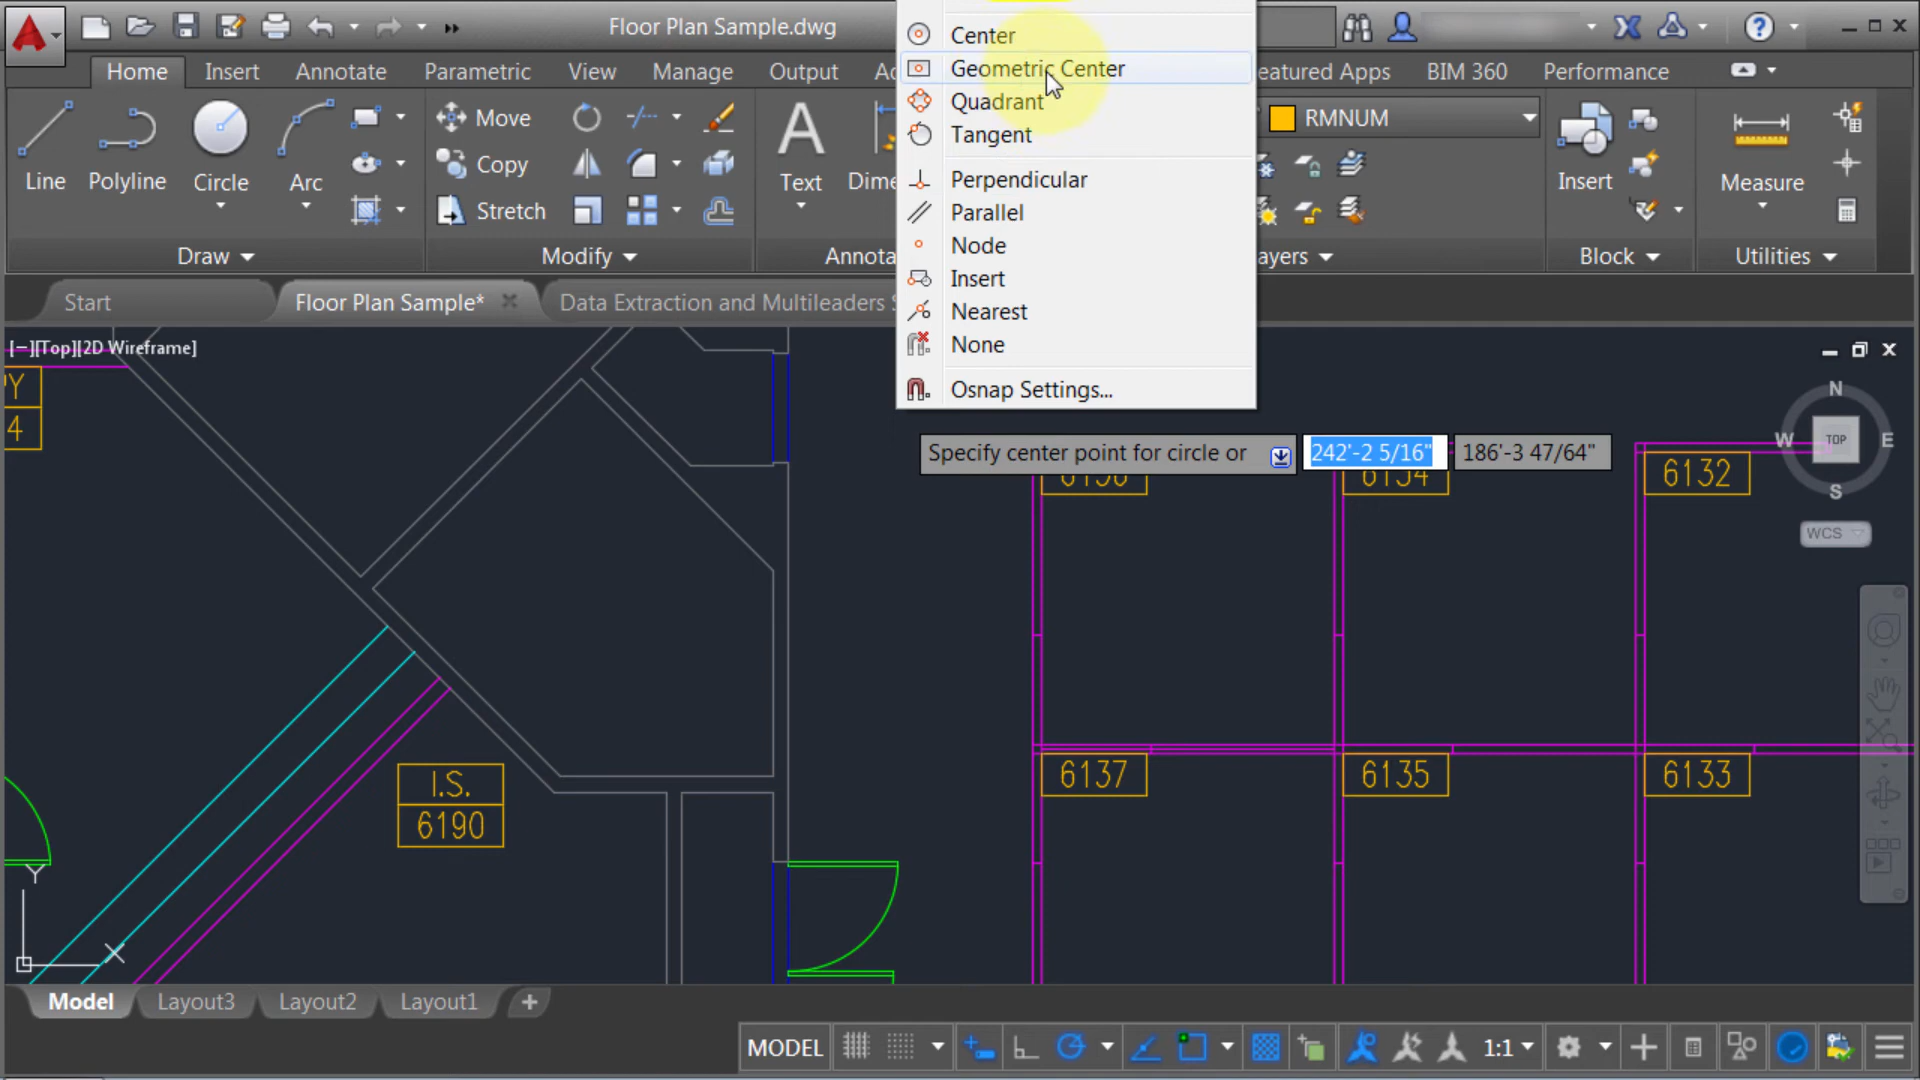 Floor Plan Sample.dwg
Home Insert Annotate Parametric View Manage Output eatured Apps BIM 360 Performance
Center
Geometric Center
Quadrant
Tangent
Perpendicular
Parallel
Node
Insert
Nearest
None
Osnap Settings...
Line Polyline Circle Arc
Move
Copy
Stretch
Text
RMNUM
Insert
Measure
Draw Modify Block Utilities
Start Floor Plan Sample* Data Extraction and Multileaders
[−][Top][2D Wireframe]
N
W TOP E
S
WCS
Specify center point for circle or 242'-2 5/16" 186'-3 47/64"
6134 6132
6137 6135 6133
I.S.
6190
4
Y
X
Model Layout3 Layout2 Layout1 +
MODEL 1:1